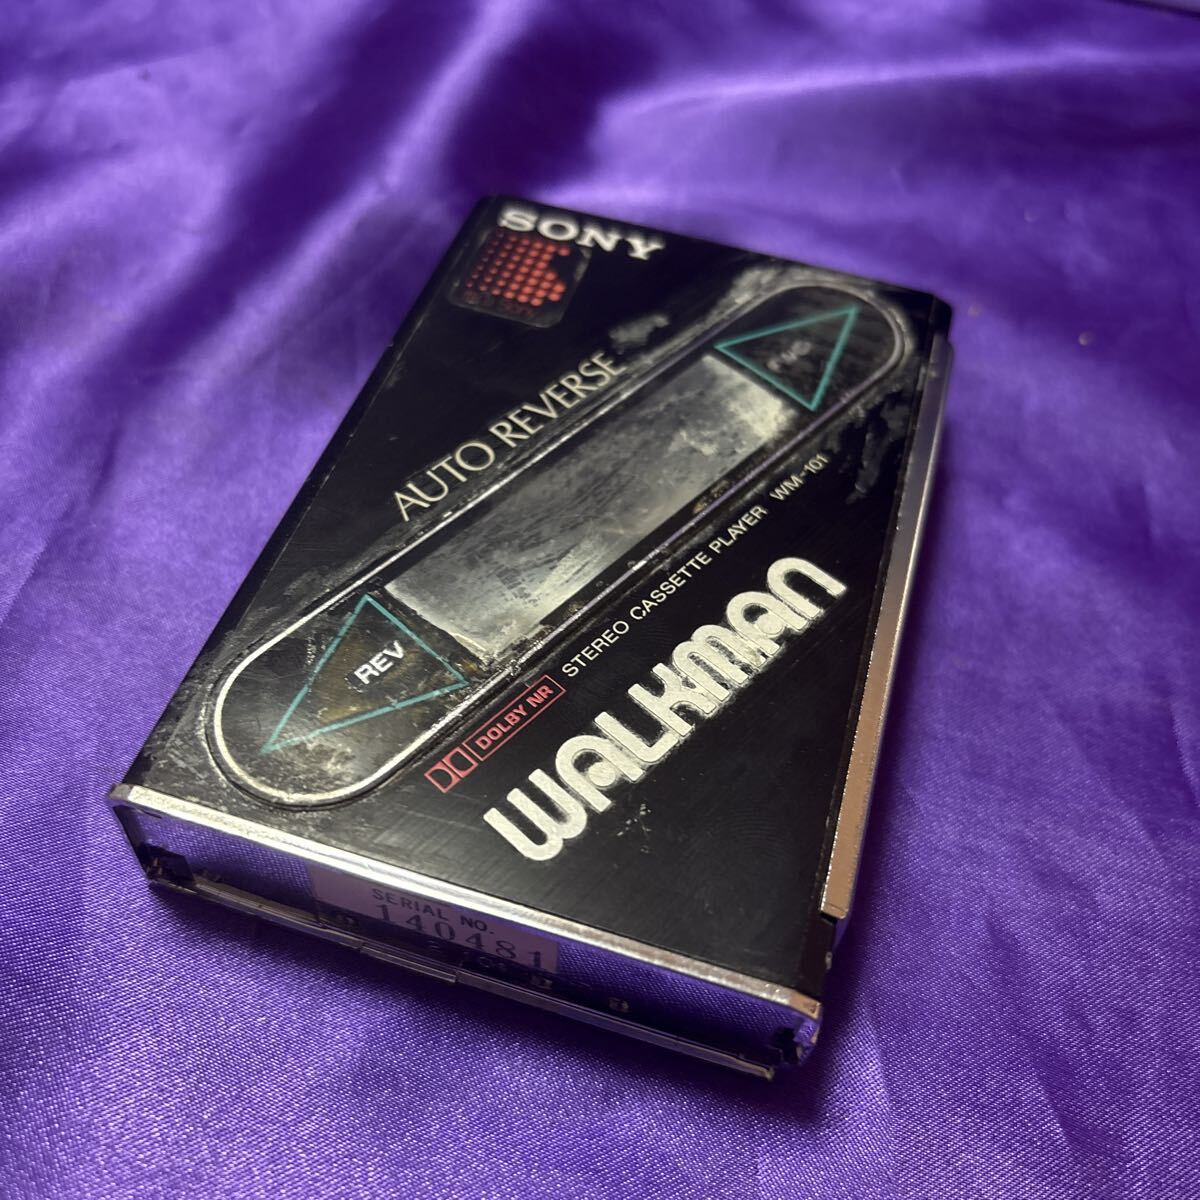 SONY
AUTO REVERSE
FWD
REV
DOLBY NR
STEREO CASSETTE PLAYER WM-101
WALKMAN
SERIAL NO.
140481